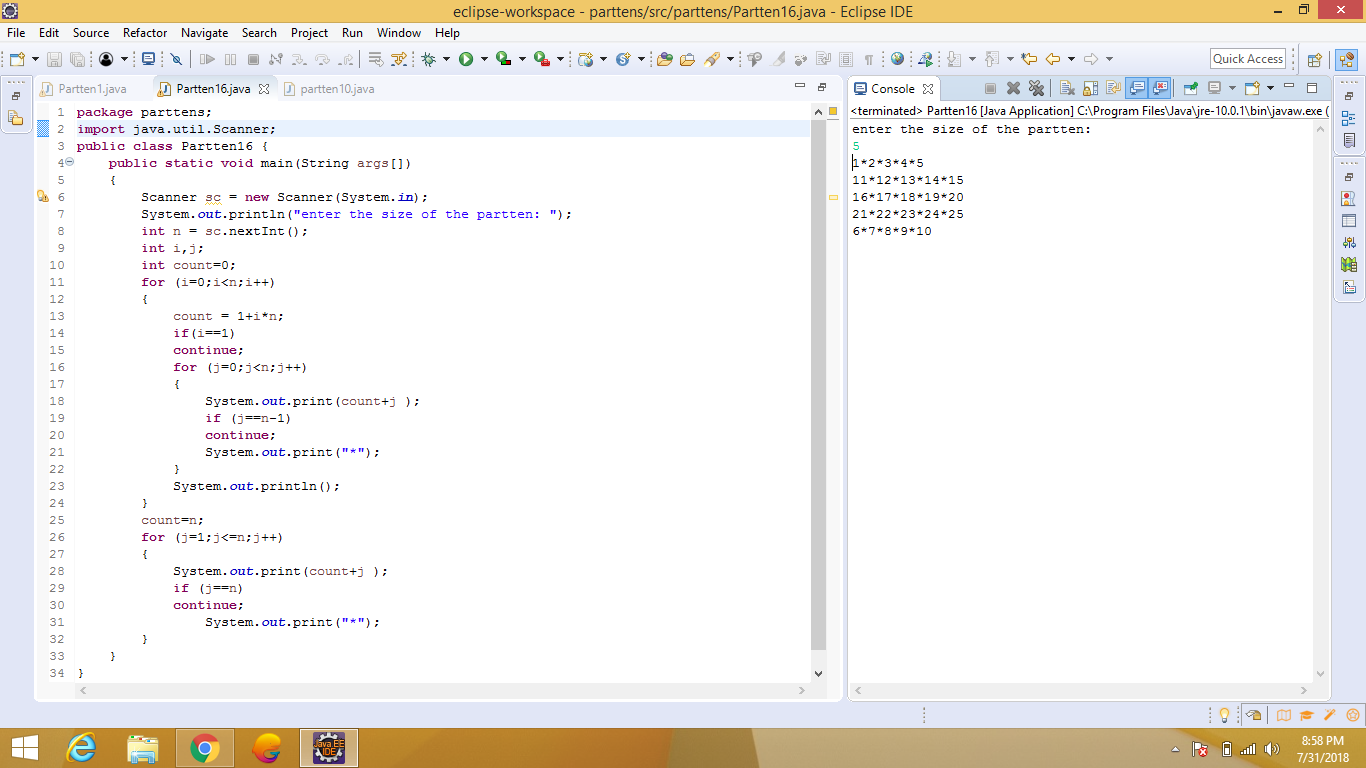 eclipse-workspace - parttens/src/parttens/Partten16.java - Eclipse IDE
File Edit Source Refactor Navigate Search Project Run Window Help
Quick Access
Partten1.java Partten16.java partten10.java
1 package parttens;
2 import java.util.Scanner;
3 public class Partten16 {
4 public static void main(String args[])
5 {
6 Scanner sc = new Scanner(System.in);
7 System.out.println("enter the size of the partten: ");
8 int n = sc.nextInt();
9 int i,j;
10 int count=0;
11 for (i=0;i<n;i++)
12 {
13 count = 1+i*n;
14 if(i==1)
15 continue;
16 for (j=0;j<n;j++)
17 {
18 System.out.print(count+j );
19 if (j==n-1)
20 continue;
21 System.out.print("*");
22 }
23 System.out.println();
24 }
25 count=n;
26 for (j=1;j<=n;j++)
27 {
28 System.out.print(count+j );
29 if (j==n)
30 continue;
31 System.out.print("*");
32 }
33 }
34 }
Console
<terminated> Partten16 [Java Application] C:\Program Files\Java\jre-10.0.1\bin\javaw.exe (
enter the size of the partten:
5
1*2*3*4*5
11*12*13*14*15
16*17*18*19*20
21*22*23*24*25
6*7*8*9*10
Java EE
IDE
8:58 PM
7/31/2018